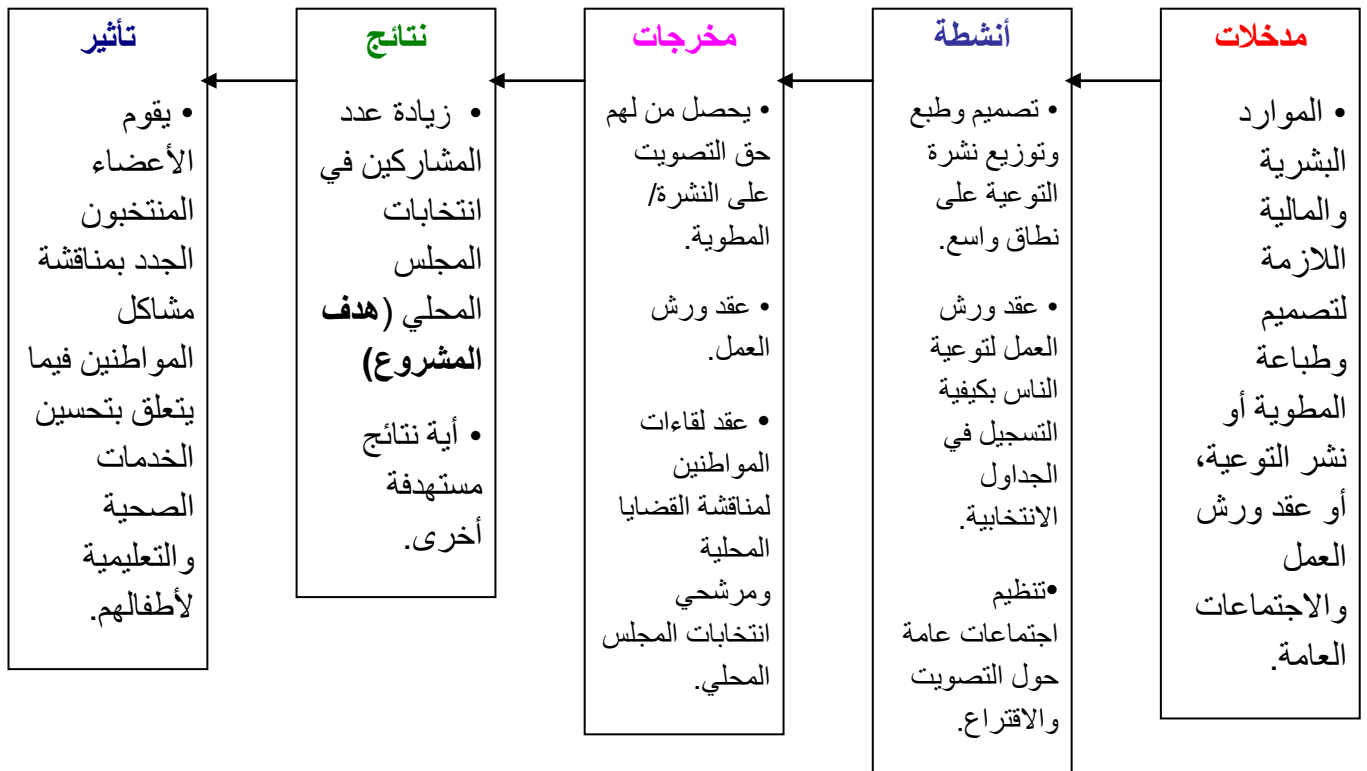 مدخلات
• الموارد
البشرية
والمالية
اللازمة
لتصميم
وطباعة
المطوية أو
نشر التوعية،
أو عقد ورش
العمل
والاجتماعات
العامة.
أنشطة
• تصميم وطبع
وتوزيع نشرة
التوعية على
نطاق واسع.
• عقد ورش
العمل لتوعية
الناس بكيفية
التسجيل في
الجداول
الانتخابية.
•تنظيم
اجتماعات عامة
حول التصويت
والاقتراع.
مخرجات
• يحصل من لهم
حق التصويت
على النشرة/
المطوية.
• عقد ورش
العمل.
• عقد لقاءات
المواطنين
لمناقشة القضايا
المحلية
ومرشحي
انتخابات المجلس
المحلي.
نتائج
• زيادة عدد
المشاركين في
انتخابات
المجلس
المحلي (هدف
المشروع)
• أية نتائج
مستهدفة
أخرى.
تأثير
• يقوم
الأعضاء
المنتخبون
الجدد بمناقشة
مشاكل
المواطنين فيما
يتعلق بتحسين
الخدمات
الصحية
والتعليمية
لأطفالهم.